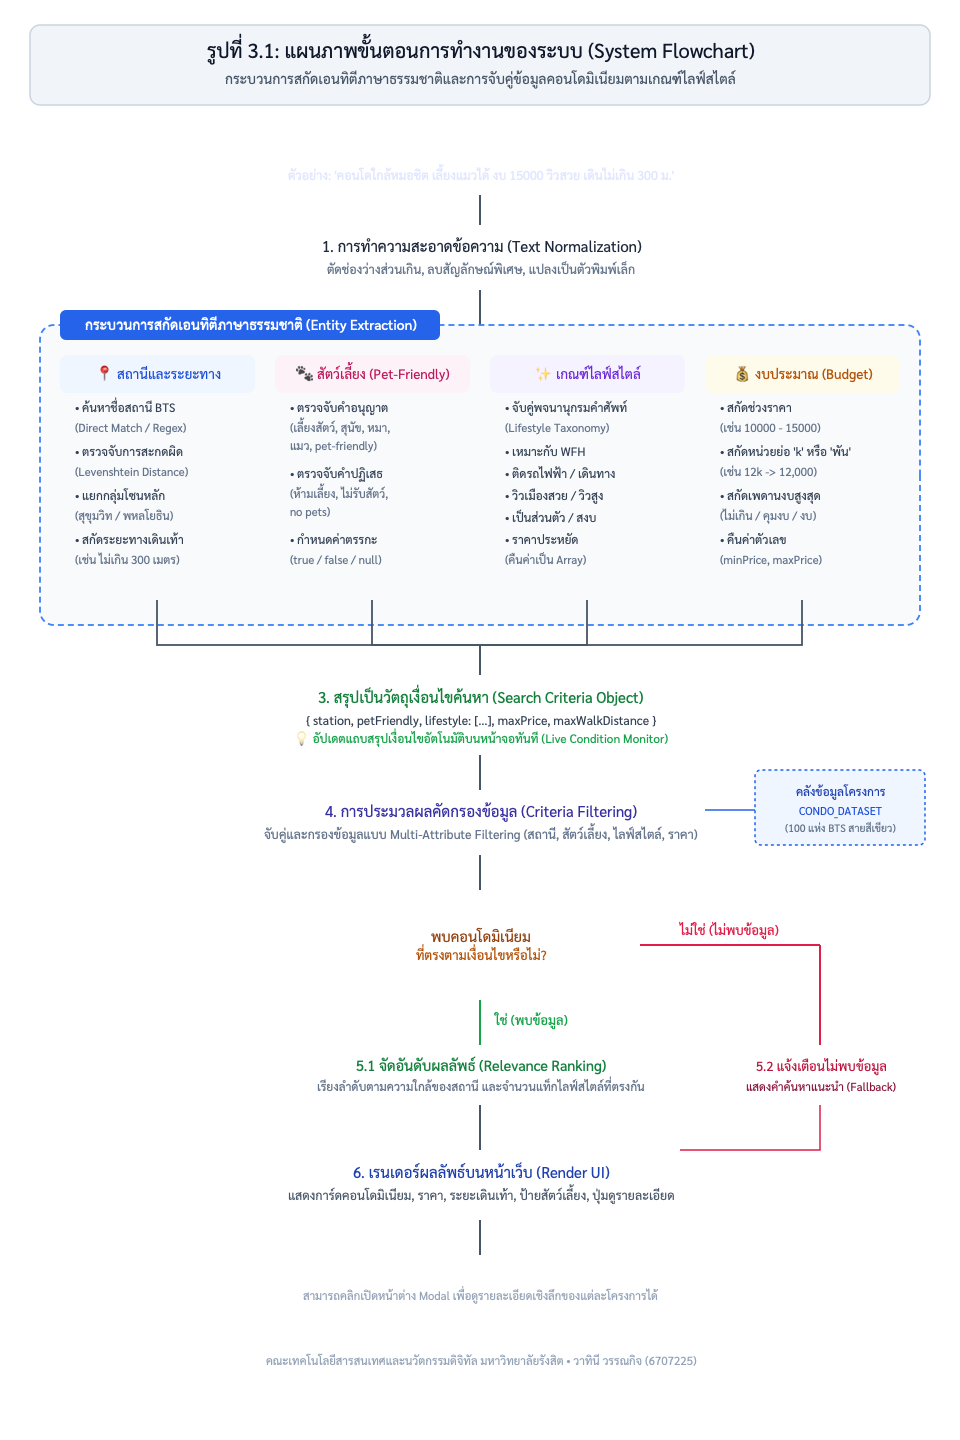 รูปที่ 3.1: แผนภาพขั้นตอนการทำงานของระบบ (System Flowchart)
กระบวนการสกัดเอนทิตีภาษาธรรมชาติและการจับคู่ข้อมูลคอนโดมิเนียมตามเกณฑ์ไลฟ์สไตล์
ตัวอย่าง: 'คอนโดใกล้หมอชิต เลี้ยงแมวได้ งบ 15000 วิวสวย เดินไม่เกิน 300 ม.'
1. การทำความสะอาดข้อความ (Text Normalization)
ตัดช่องว่างส่วนเกิน, ลบสัญลักษณ์พิเศษ, แปลงเป็นตัวพิมพ์เล็ก
กระบวนการสกัดเอนทิตีภาษาธรรมชาติ (Entity Extraction)
📍 สถานีและระยะทาง
• ค้นหาชื่อสถานี BTS
(Direct Match / Regex)
• ตรวจจับการสะกดผิด
(Levenshtein Distance)
• แยกกลุ่มโซนหลัก
(สุขุมวิท / พหลโยธิน)
• สกัดระยะทางเดินเท้า
(เช่น ไม่เกิน 300 เมตร)
🐾 สัตว์เลี้ยง (Pet-Friendly)
• ตรวจจับคำอนุญาต
(เลี้ยงสัตว์, สุนัข, หมา,
แมว, pet-friendly)
• ตรวจจับคำปฏิเสธ
(ห้ามเลี้ยง, ไม่รับสัตว์,
no pets)
• กำหนดค่าตรรกะ
(true / false / null)
✨ เกณฑ์ไลฟ์สไตล์
• จับคู่พจนานุกรมคำศัพท์
(Lifestyle Taxonomy)
• เหมาะกับ WFH
• ติดรถไฟฟ้า / เดินทาง
• วิวเมืองสวย / วิวสูง
• เป็นส่วนตัว / สงบ
• ราคาประหยัด
(คืนค่าเป็น Array)
💰 งบประมาณ (Budget)
• สกัดช่วงราคา
(เช่น 10000 - 15000)
• สกัดหน่วยย่อ 'k' หรือ 'พัน'
(เช่น 12k -> 12,000)
• สกัดเพดานงบสูงสุด
(ไม่เกิน / คุมงบ / งบ)
• คืนค่าตัวเลข
(minPrice, maxPrice)
3. สรุปเป็นวัตถุเงื่อนไขค้นหา (Search Criteria Object)
{ station, petFriendly, lifestyle: [...], maxPrice, maxWalkDistance }
💡 อัปเดตแถบสรุปเงื่อนไขอัตโนมัติบนหน้าจอทันที (Live Condition Monitor)
4. การประมวลผลคัดกรองข้อมูล (Criteria Filtering)
จับคู่และกรองข้อมูลแบบ Multi-Attribute Filtering (สถานี, สัตว์เลี้ยง, ไลฟ์สไตล์, ราคา)
คลังข้อมูลโครงการ
CONDO_DATASET
(100 แห่ง BTS สายสีเขียว)
พบคอนโดมิเนียม
ที่ตรงตามเงื่อนไขหรือไม่?
ไม่ใช่ (ไม่พบข้อมูล)
ใช่ (พบข้อมูล)
5.1 จัดอันดับผลลัพธ์ (Relevance Ranking)
เรียงลำดับตามความใกล้ของสถานี และจำนวนแท็กไลฟ์สไตล์ที่ตรงกัน
5.2 แจ้งเตือนไม่พบข้อมูล
แสดงคำค้นหาแนะนำ (Fallback)
6. เรนเดอร์ผลลัพธ์บนหน้าเว็บ (Render UI)
แสดงการ์ดคอนโดมิเนียม, ราคา, ระยะเดินเท้า, ป้ายสัตว์เลี้ยง, ปุ่มดูรายละเอียด
สามารถคลิกเปิดหน้าต่าง Modal เพื่อดูรายละเอียดเชิงลึกของแต่ละโครงการได้
คณะเทคโนโลยีสารสนเทศและนวัตกรรมดิจิทัล มหาวิทยาลัยรังสิต • วาทินี วรรณกิจ (6707225)